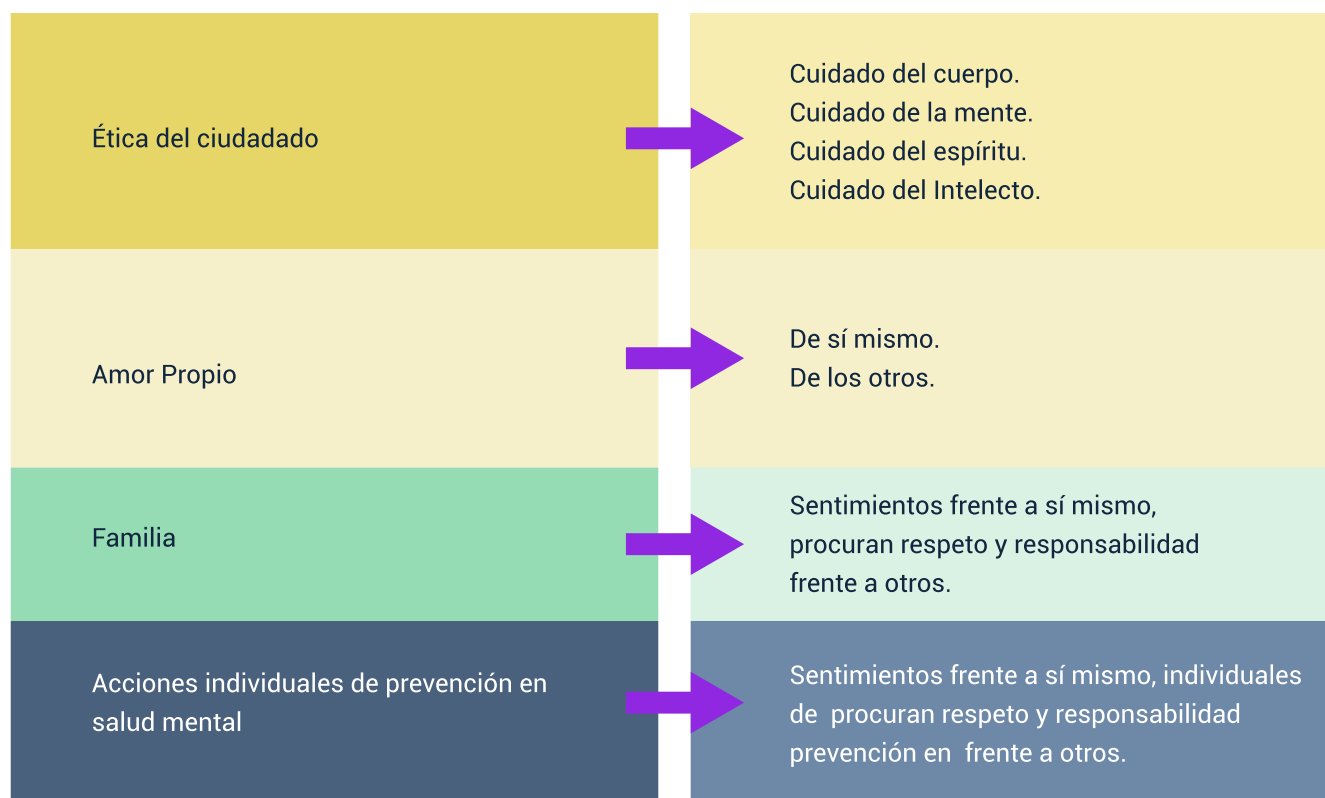 Ética del ciudadado
Cuidado del cuerpo.
Cuidado de la mente.
Cuidado del espíritu.
Cuidado del Intelecto.
Amor Propio
De sí mismo.
De los otros.
Familia
Sentimientos frente a sí mismo,
procuran respeto y responsabilidad
frente a otros.
Acciones individuales de prevención en
salud mental
Sentimientos frente a sí mismo, individuales
de  procuran respeto y responsabilidad
prevención en  frente a otros.